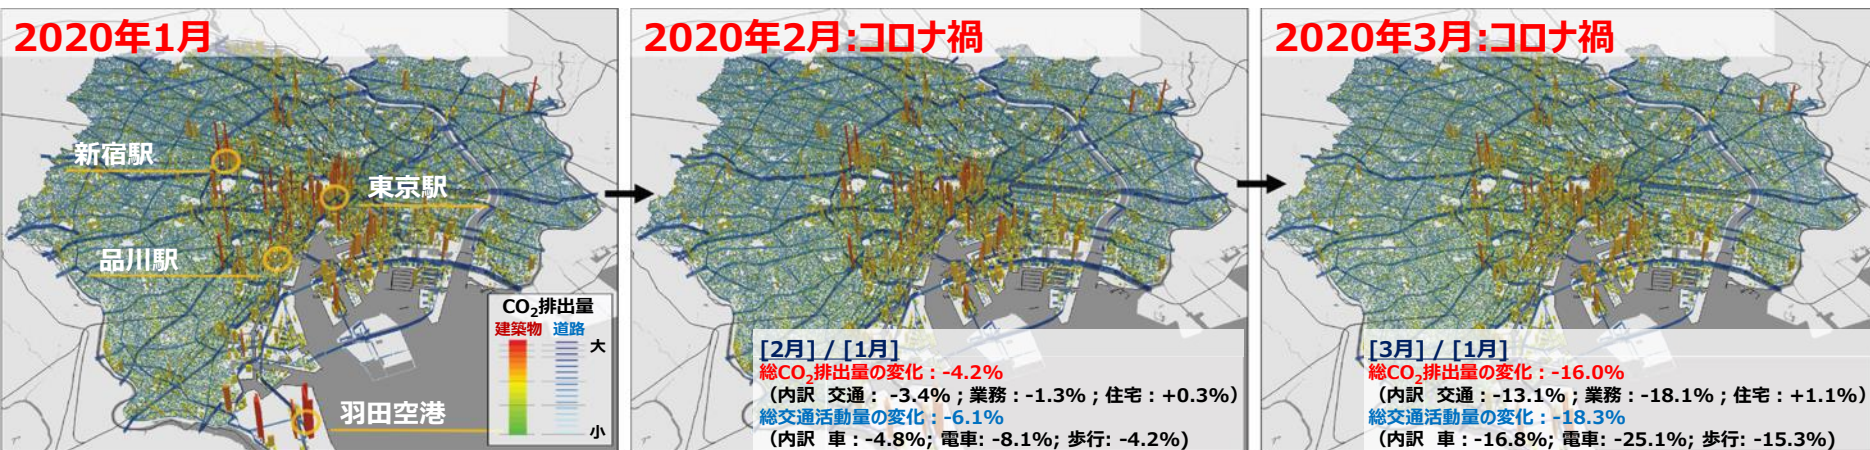 2020年1月
新宿駅
東京駅
品川駅
羽田空港
CO₂排出量
建築物 道路
大
小
2020年2月:コロナ禍
[2月] / [1月]
総CO₂排出量の変化：-4.2%
（内訳 交通： -3.4%；業務：-1.3%；住宅：+0.3%）
総交通活動量の変化：-6.1%
（内訳 車：-4.8%; 電車: -8.1%; 歩行: -4.2%)
2020年3月:コロナ禍
[3月] / [1月]
総CO₂排出量の変化：-16.0%
（内訳 交通：-13.1%；業務：-18.1%；住宅：+1.1%）
総交通活動量の変化：-18.3%
（内訳 車：-16.8%; 電車: -25.1%; 歩行: -15.3%)